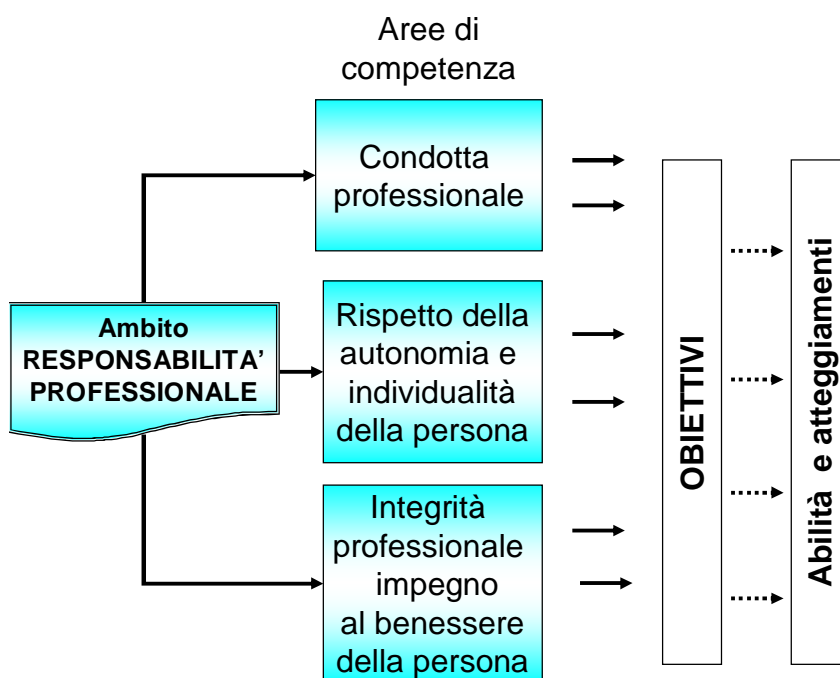 Aree di
competenza
Condotta
professionale
Ambito
RESPONSABILITA’
PROFESSIONALE
Rispetto della
autonomia e
individualità
della persona
Integrità
professionale
impegno
al benessere
della persona
OBIETTIVI
Abilità e atteggiamenti